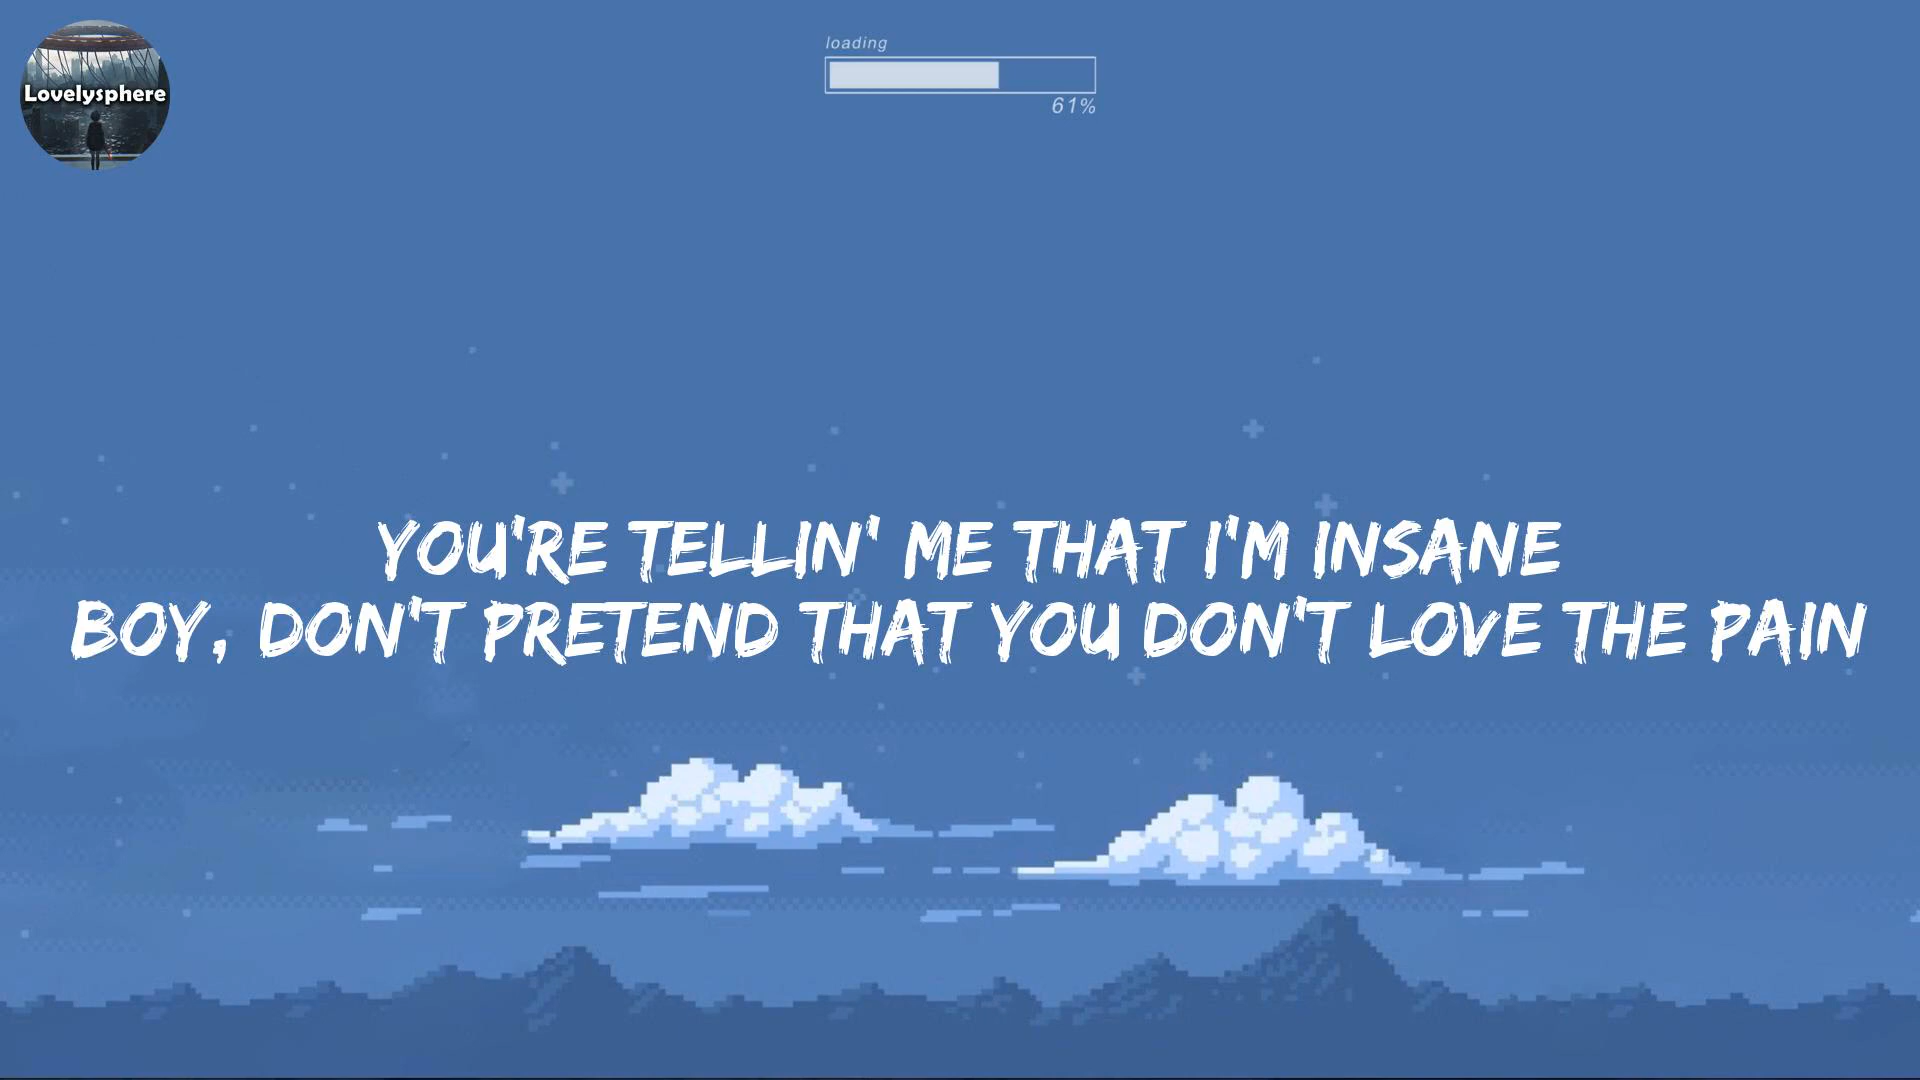 Lovelysphere
loading
61%
YOU'RE TELLIN' ME THAT I'M INSANE
BOY, DON'T PRETEND THAT YOU DON'T LOVE THE PAIN